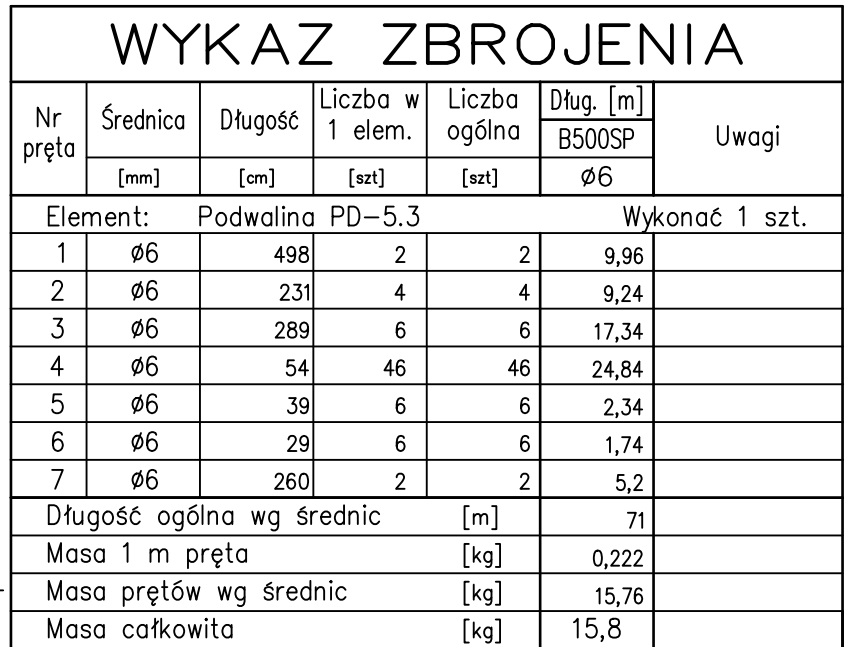 WYKAZ ZBROJENIA
Nr pręta Średnica Długość Liczba w 1 elem. Liczba ogólna Dług. [m] Uwagi
B500SP
[mm] [cm] [szt] [szt] ø6
Element: Podwalina PD-5.3 Wykonać 1 szt.
1 ø6 498 2 2 9,96
2 ø6 231 4 4 9,24
3 ø6 289 6 6 17,34
4 ø6 54 46 46 24,84
5 ø6 39 6 6 2,34
6 ø6 29 6 6 1,74
7 ø6 260 2 2 5,2
Długość ogólna wg średnic [m] 71
Masa 1 m pręta [kg] 0,222
Masa prętów wg średnic [kg] 15,76
Masa całkowita [kg] 15,8